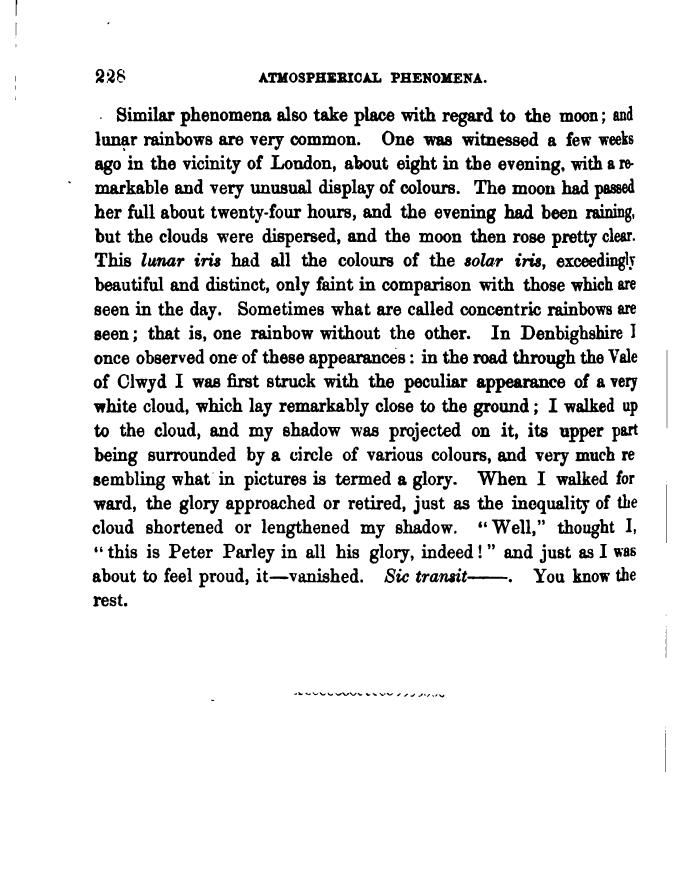 228 ATMOSPHERICAL PHENOMENA.
Similar phenomena also take place with regard to the moon; and
lunar rainbows are very common. One was witnessed a few weeks
ago in the vicinity of London, about eight in the evening, with a re-
markable and very unusual display of colours. The moon had passed
her full about twenty-four hours, and the evening had been raining,
but the clouds were dispersed, and the moon then rose pretty clear.
This lunar iris had all the colours of the solar iris, exceedingly
beautiful and distinct, only faint in comparison with those which are
seen in the day. Sometimes what are called concentric rainbows are
seen; that is, one rainbow without the other. In Denbighshire I
once observed one of these appearances: in the road through the Vale
of Clwyd I was first struck with the peculiar appearance of a very
white cloud, which lay remarkably close to the ground; I walked up
to the cloud, and my shadow was projected on it, its upper part
being surrounded by a circle of various colours, and very much re
sembling what in pictures is termed a glory. When I walked for
ward, the glory approached or retired, just as the inequality of the
cloud shortened or lengthened my shadow. "Well," thought I,
"this is Peter Parley in all his glory, indeed!" and just as I was
about to feel proud, it—vanished. Sic transit——. You know the
rest.